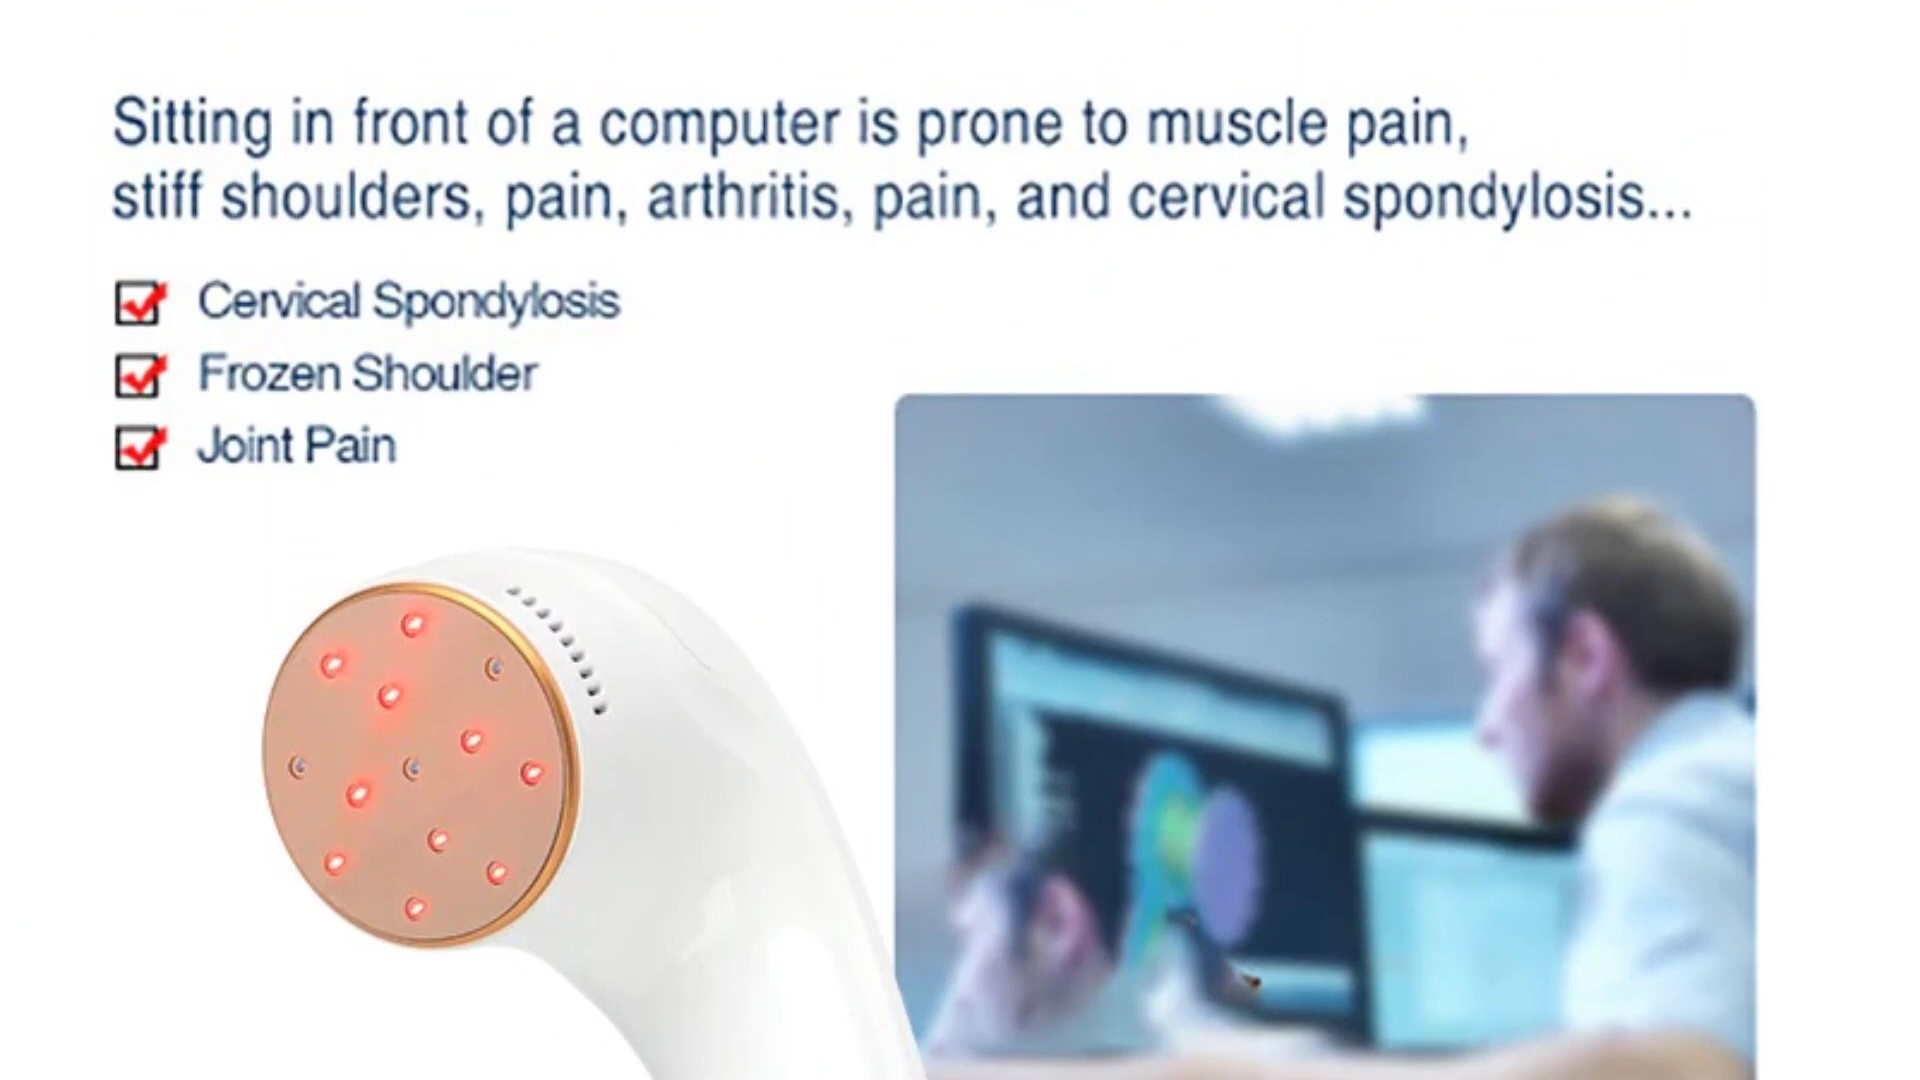 Sitting in front of a computer is prone to muscle pain,
stiff shoulders, pain, arthritis, pain, and cervical spondylosis...
Cervical Spondylosis
Frozen Shoulder
Joint Pain